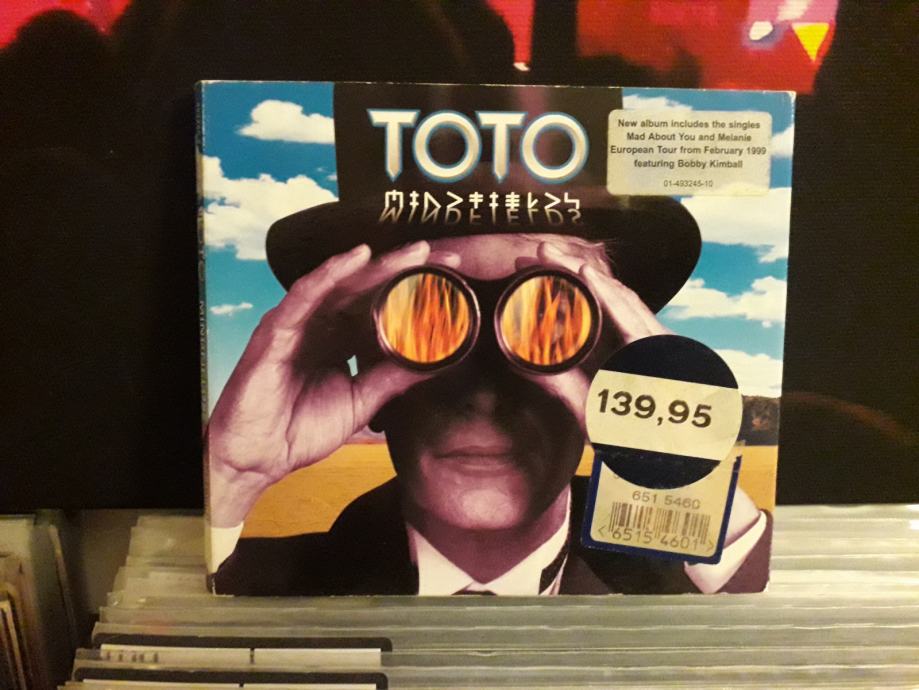 TOTO
MINDFIELDS
New album includes the singles
Mad About You and Melanie
European Tour from February 1999
featuring Bobby Kimball
01-493245-10
139,95
651 5460
<6515 4601>